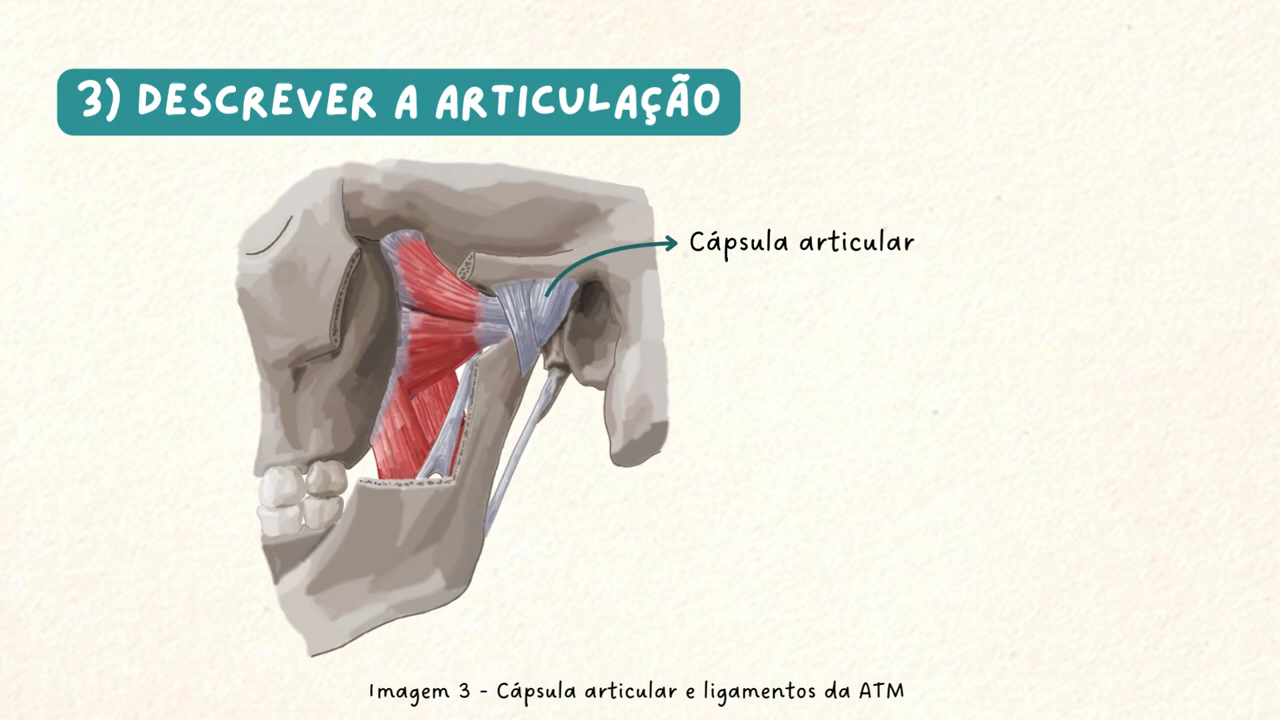 3) DESCREVER A ARTICULAÇÃO
Cápsula articular
Imagem 3 - Cápsula articular e ligamentos da ATM